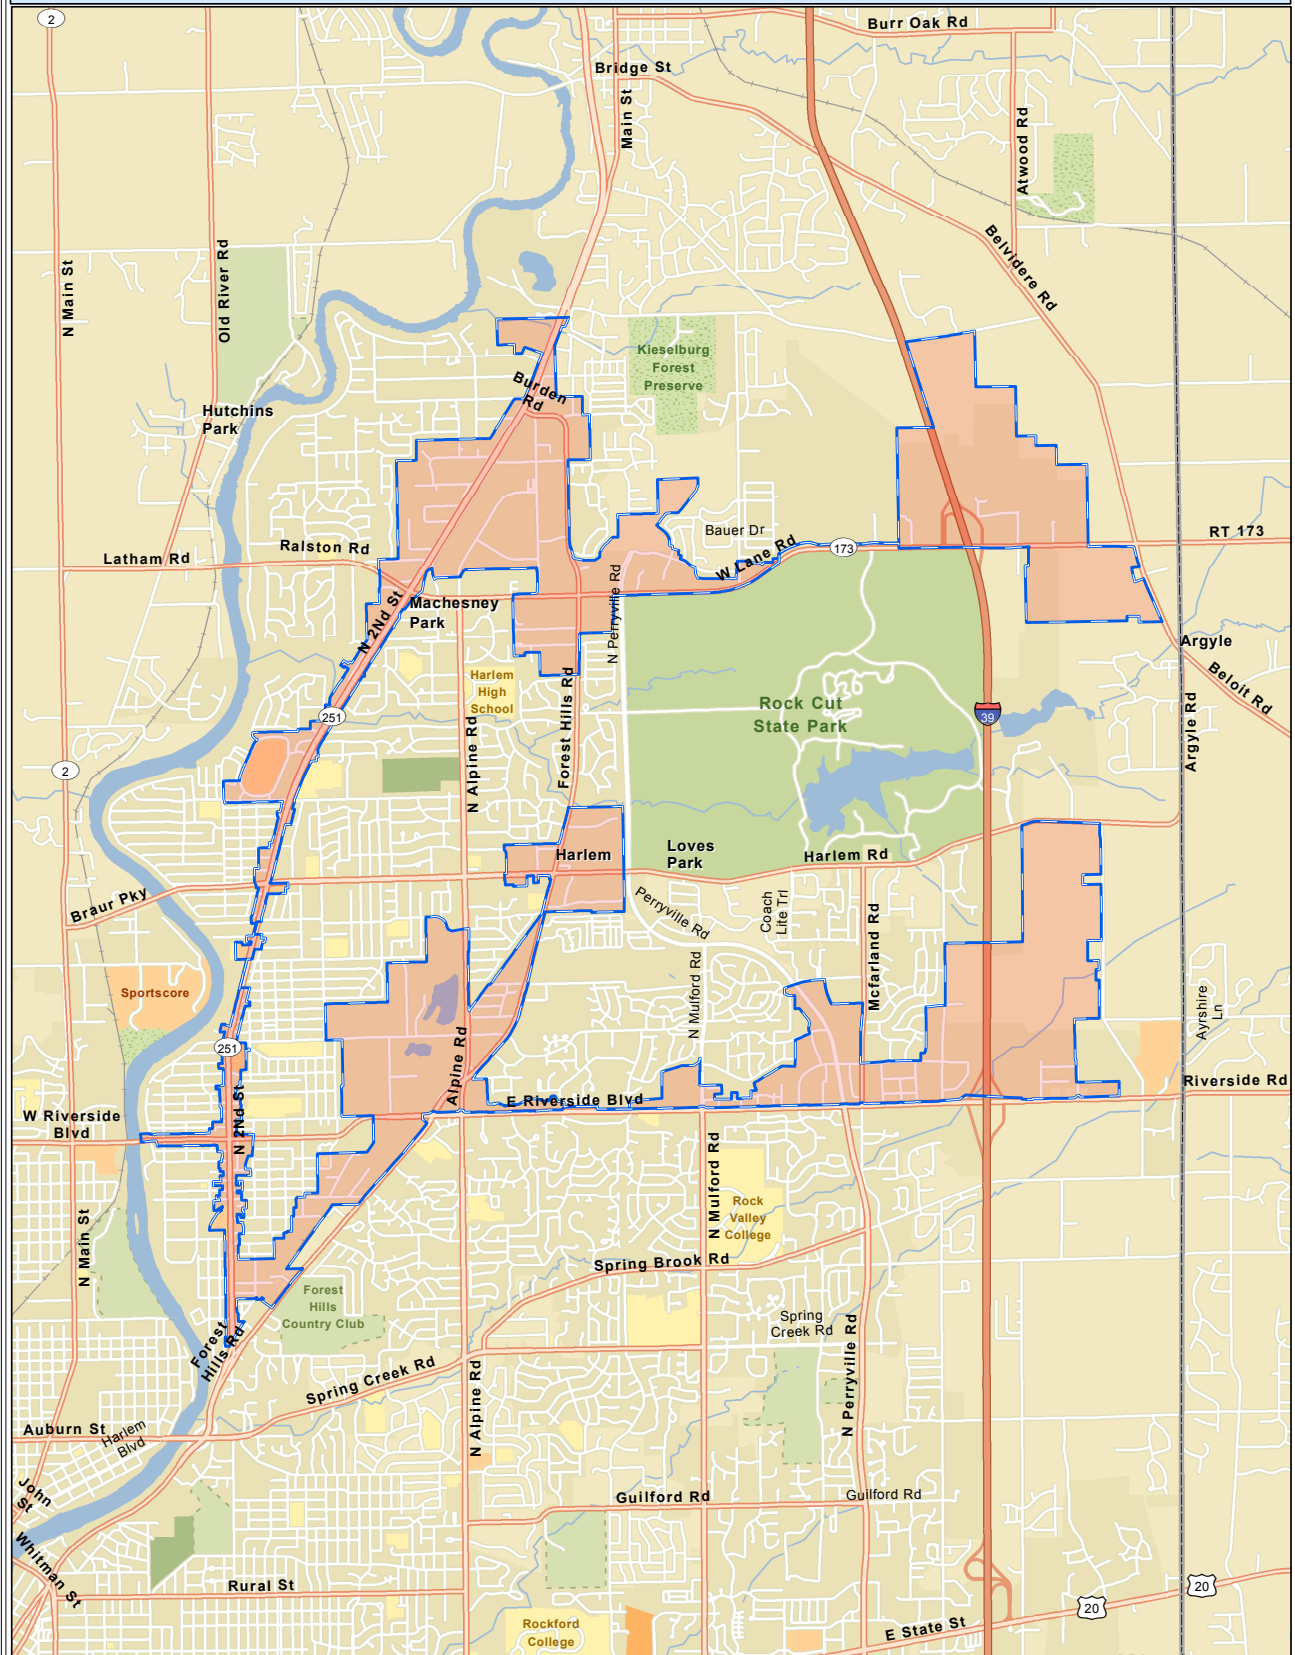 2
Burr Oak Rd
Bridge St
Main St
Atwood Rd
Belvidere Rd
N Main St
Old River Rd
Kieselburg
Forest
Preserve
Burden
Rd
Hutchins
Park
Bauer Dr
RT 173
Ralston Rd
Latham Rd
W Lane Rd
173
N Perryville Rd
Machesney
Park
N 2Nd St
Argyle
Beloit Rd
Harlem
High
School
Forest Hills Rd
Rock Cut
State Park
251
39
N Alpine Rd
Argyle Rd
2
Harlem
Loves
Park
Harlem Rd
Braur Pky
Perryville Rd
Coach
Lite Trl
Mcfarland Rd
N Mulford Rd
Sportscore
Ayrshire
Ln
251
Alpine Rd
Riverside Rd
E Riverside Blvd
N 2Nd St
W Riverside
Blvd
N Mulford Rd
Rock
Valley
College
N Main St
Spring Brook Rd
Forest
Hills
Country Club
Spring
Creek Rd
Forest
Hills Rd
N Perryville Rd
Spring Creek Rd
N Alpine Rd
Auburn St
Harlem
Blvd
John
St
Guilford Rd
Guilford Rd
Whitman St
Rural St
20
20
Rockford
College
E State St